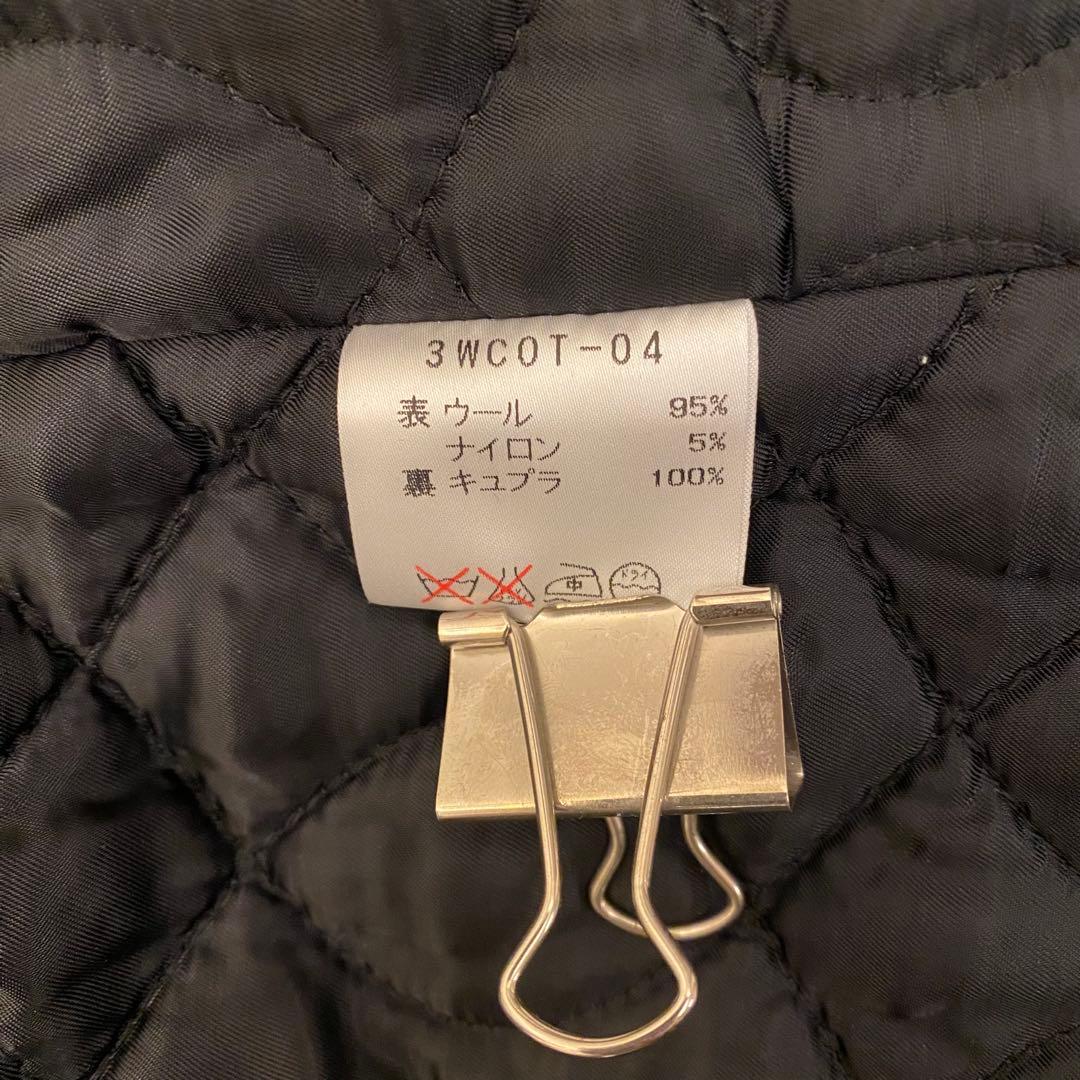 3WCOT-04
表 ウール 95%
ナイロン 5%
裏 キュプラ 100%
中 ドライ